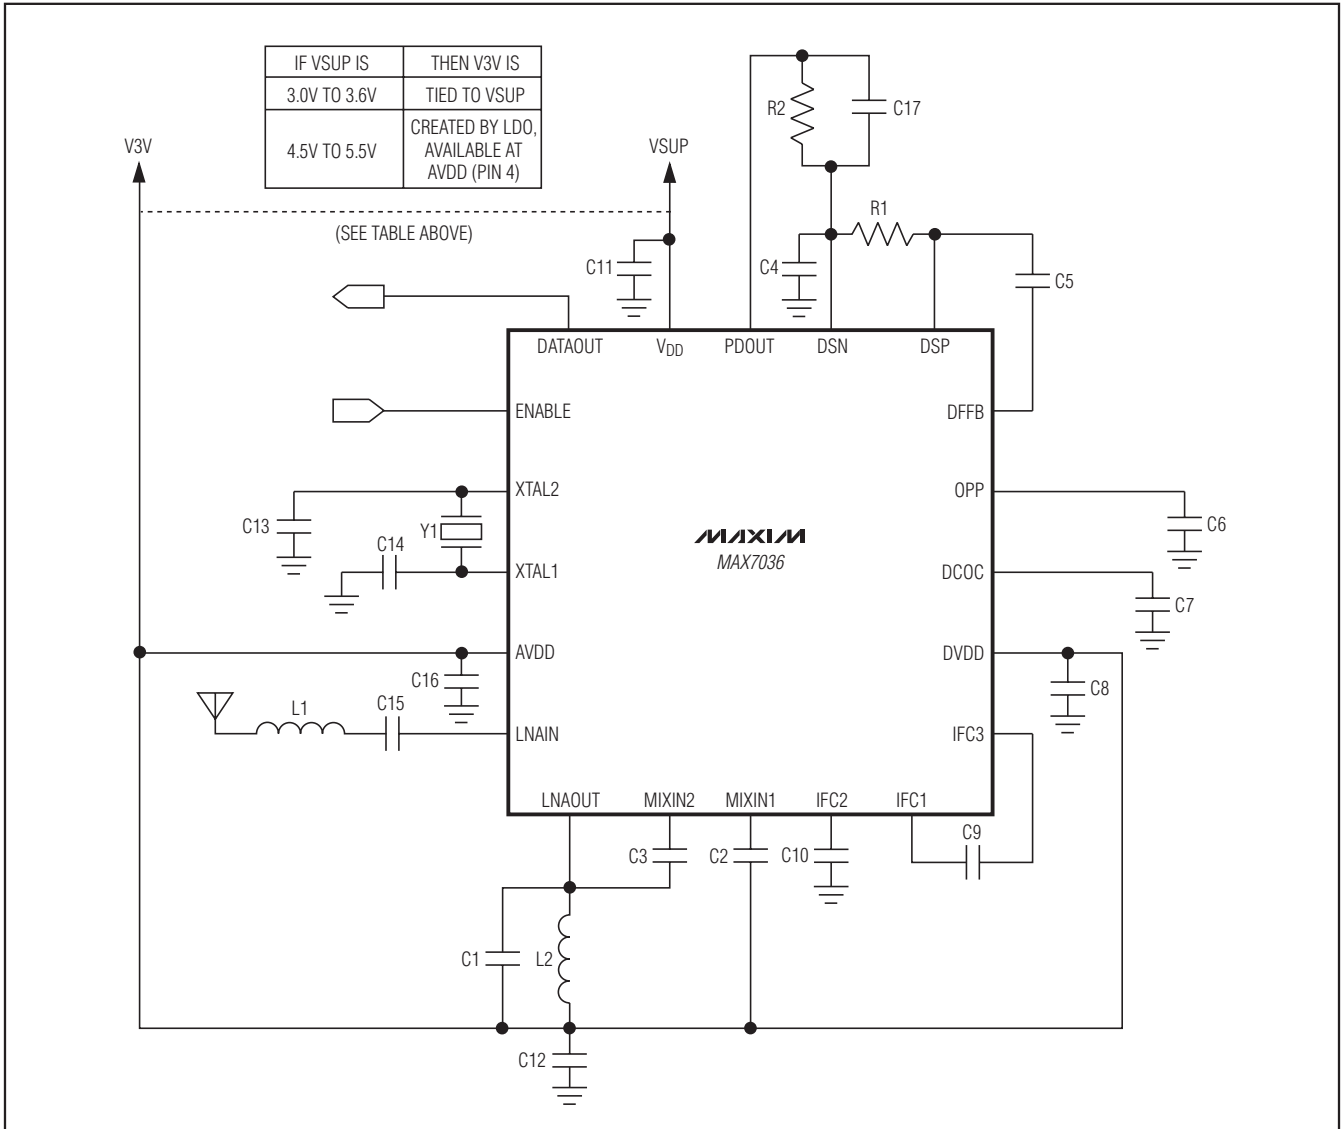 IF VSUP IS THEN V3V IS
3.0V TO 3.6V TIED TO VSUP
4.5V TO 5.5V CREATED BY LDO,
AVAILABLE AT
AVDD (PIN 4)
V3V
VSUP
(SEE TABLE ABOVE)
R2
C17
R1
C11
C4
C5
DATAOUT
VDD
PDOUT
DSN
DSP
ENABLE
DFFB
XTAL2
OPP
C13
Y1
C14
C6
MAXIM
MAX7036
XTAL1
DCOC
C7
AVDD
DVDD
C16
C8
L1
C15
LNAIN
IFC3
LNAOUT
MIXIN2
MIXIN1
IFC2
IFC1
C3
C2
C10
C9
C1
L2
C12